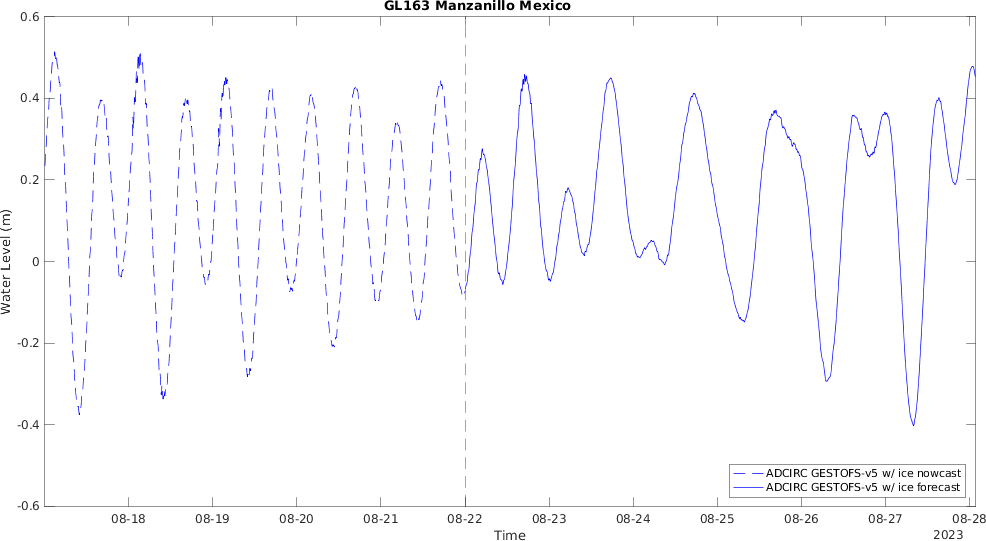 GL163 Manzanillo Mexico
0.6
0.4
0.2
0
-0.2
-0.4
-0.6
Water Level (m)
ADCIRC GESTOFS-v5 w/ ice nowcast
ADCIRC GESTOFS-v5 w/ ice forecast
08-18 08-19 08-20 08-21 08-22 08-23 08-24 08-25 08-26 08-27 08-28
Time
2023